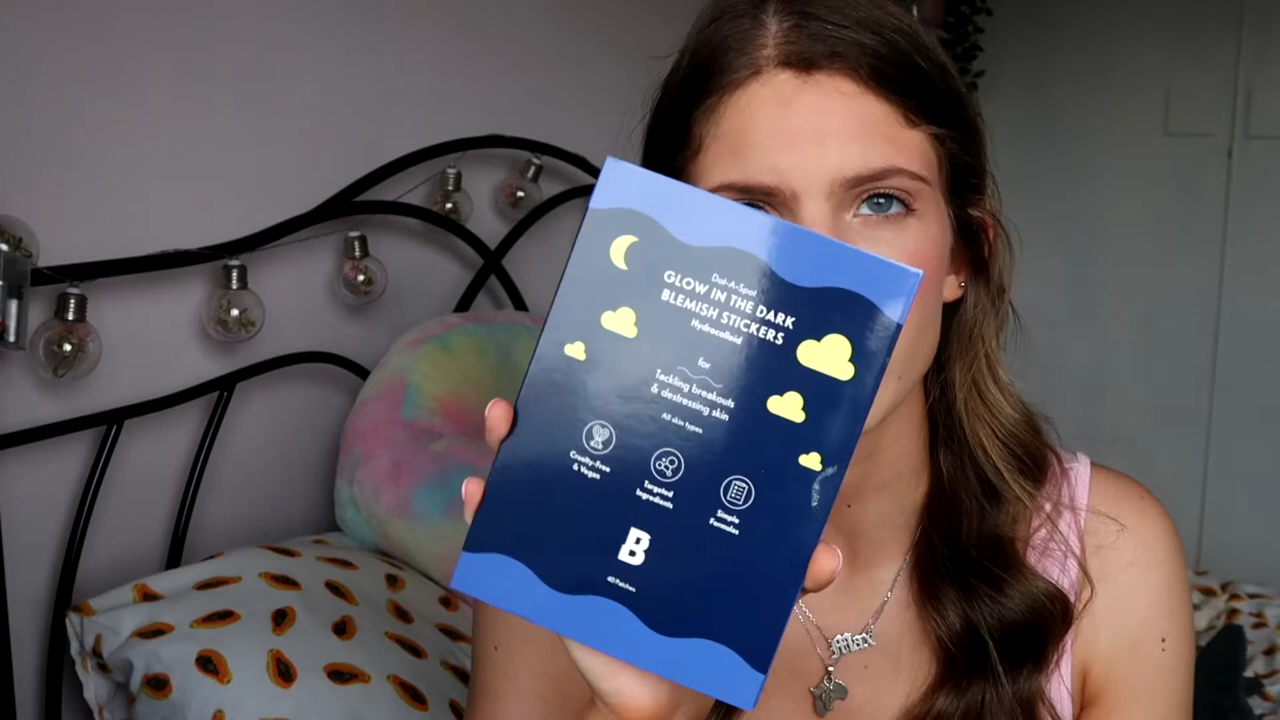 Dot-A-Spot
GLOW IN THE DARK
BLEMISH STICKERS
Hydrocolloid
for
Tackling breakouts
& destressing skin
All skin types
Cruelty-Free
& Vegan
Targeted
Ingredients
Simple
Formulas
B
40 Patches
Max